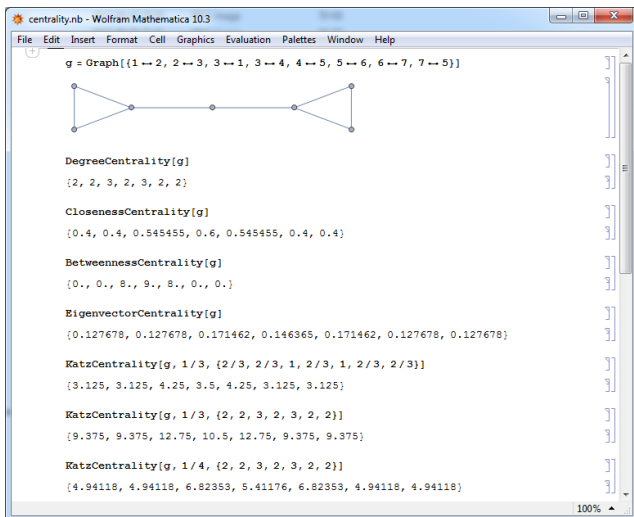 centrality.nb - Wolfram Mathematica 10.3
File Edit Insert Format Cell Graphics Evaluation Palettes Window Help
g = Graph[{1 ↔ 2, 2 ↔ 3, 3 ↔ 1, 3 ↔ 4, 4 ↔ 5, 5 ↔ 6, 6 ↔ 7, 7 ↔ 5}]
DegreeCentrality[g]
{2, 2, 3, 2, 3, 2, 2}
ClosenessCentrality[g]
{0.4, 0.4, 0.545455, 0.6, 0.545455, 0.4, 0.4}
BetweennessCentrality[g]
{0., 0., 8., 9., 8., 0., 0.}
EigenvectorCentrality[g]
{0.127678, 0.127678, 0.171462, 0.146365, 0.171462, 0.127678, 0.127678}
KatzCentrality[g, 1/3, {2/3, 2/3, 1, 2/3, 1, 2/3, 2/3}]
{3.125, 3.125, 4.25, 3.5, 4.25, 3.125, 3.125}
KatzCentrality[g, 1/3, {2, 2, 3, 2, 3, 2, 2}]
{9.375, 9.375, 12.75, 10.5, 12.75, 9.375, 9.375}
KatzCentrality[g, 1/4, {2, 2, 3, 2, 3, 2, 2}]
{4.94118, 4.94118, 6.82353, 5.41176, 6.82353, 4.94118, 4.94118}
100%